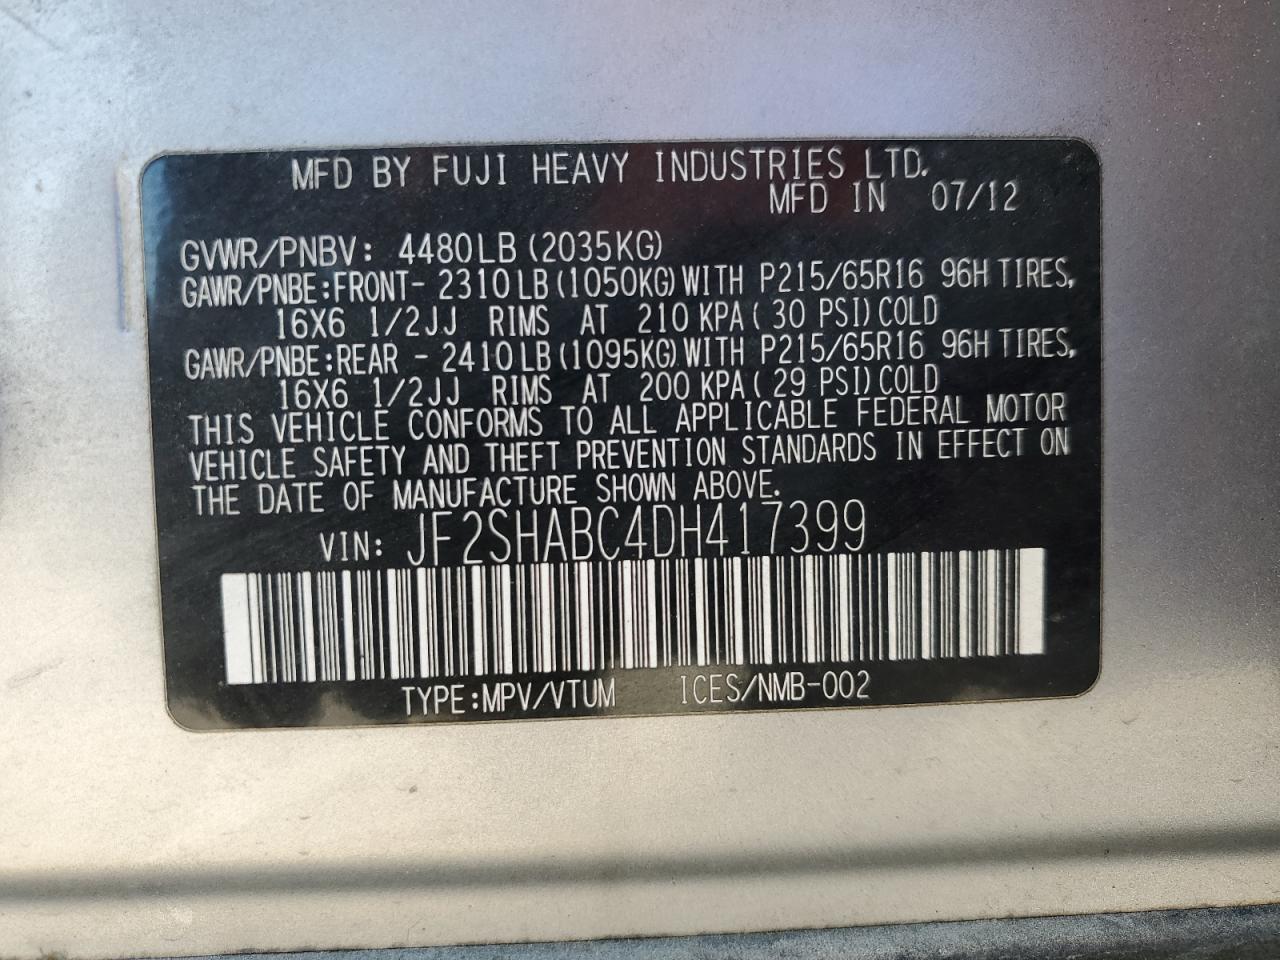 MFD BY FUJI HEAVY INDUSTRIES LTD.
MFD IN 07/12
GVWR/PNBV: 4480LB(2035KG)
GAWR/PNBE:FRONT- 2310LB(1050KG)WITH P215/65R16 96H TIRES,
16X6 1/2JJ RIMS AT 210 KPA( 30 PSI)COLD
GAWR/PNBE:REAR - 2410LB(1095KG)WITH P215/65R16 96H TIRES,
16X6 1/2JJ RIMS AT 200 KPA( 29 PSI)COLD
THIS VEHICLE CONFORMS TO ALL APPLICABLE FEDERAL MOTOR
VEHICLE SAFETY AND THEFT PREVENTION STANDARDS IN EFFECT ON
THE DATE OF MANUFACTURE SHOWN ABOVE.
VIN: JF2SHABC4DH417399
TYPE:MPV/VTUM ICES/NMB-002